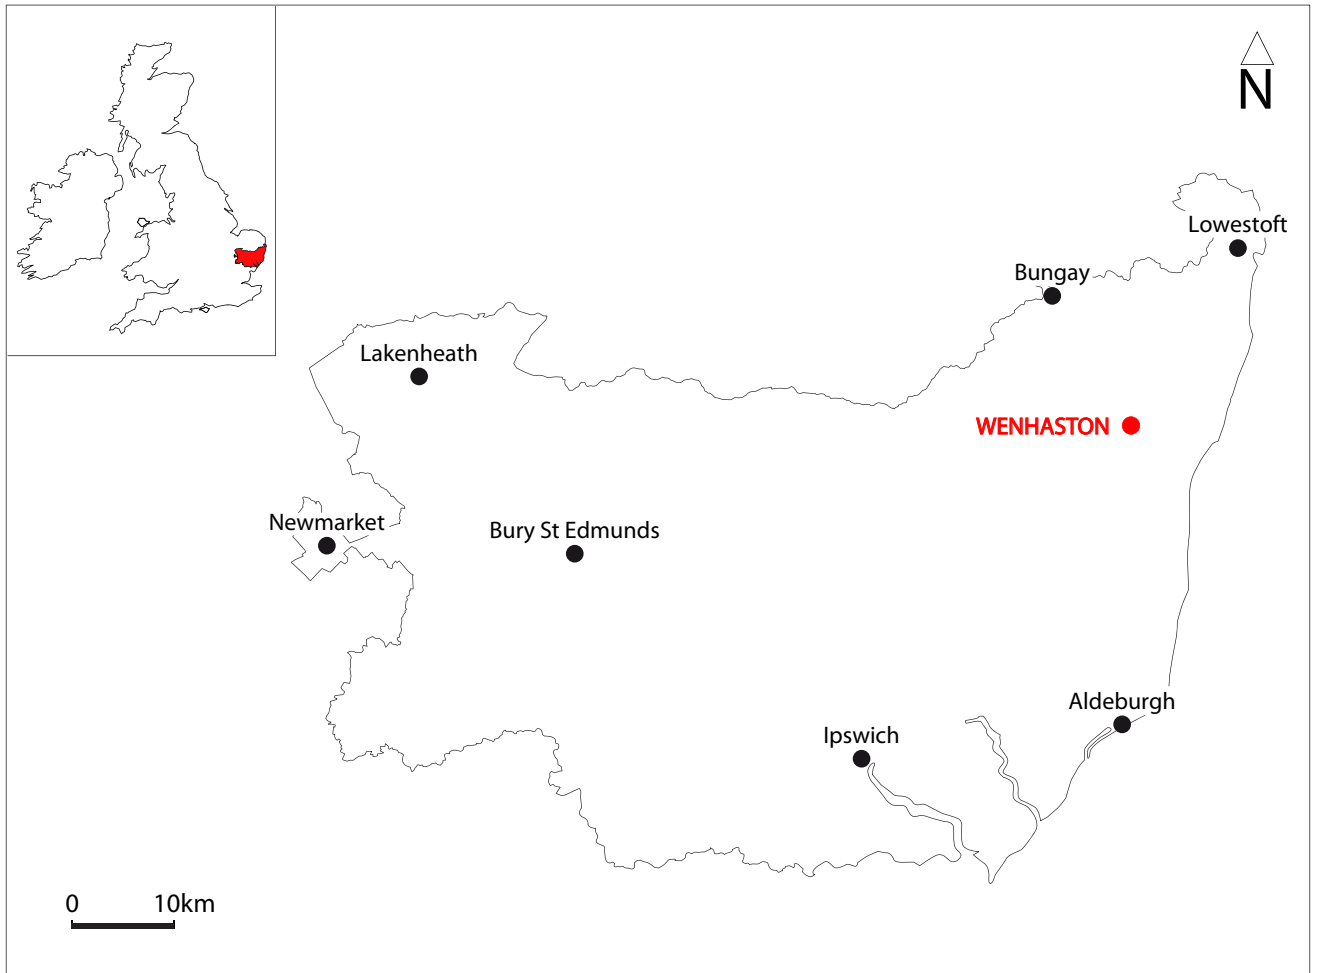 N
Lowestoft
Bungay
Lakenheath
WENHASTON
Newmarket
Bury St Edmunds
Aldeburgh
Ipswich
0 10km